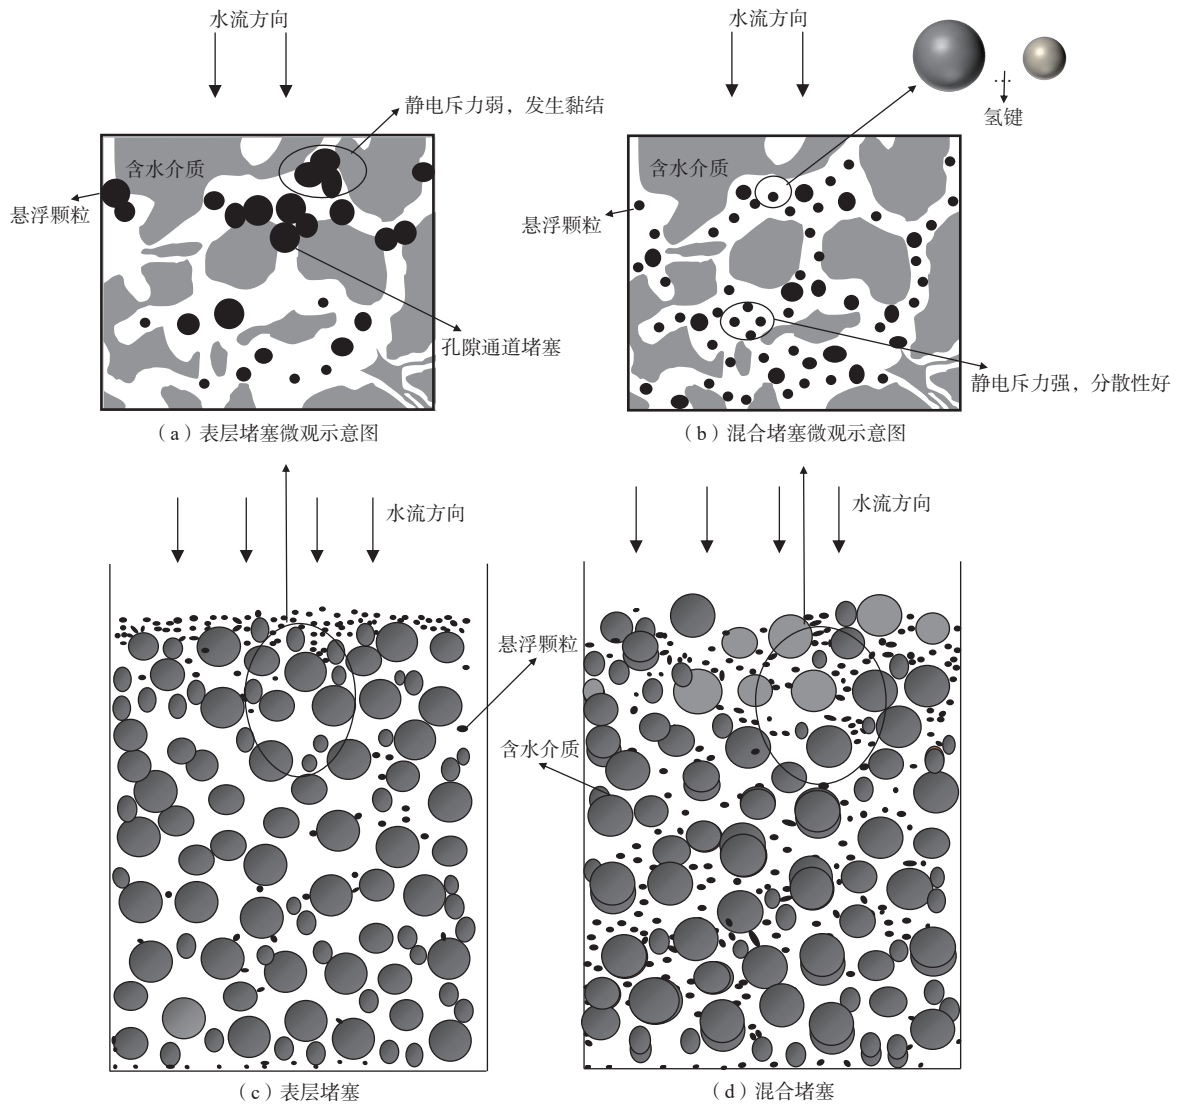 水流方向
静电斥力弱，发生黏结
含水介质
悬浮颗粒
孔隙通道堵塞
（a）表层堵塞微观示意图
水流方向
…
氢键
含水介质
悬浮颗粒
静电斥力强，分散性好
（b）混合堵塞微观示意图
水流方向
悬浮颗粒
（c）表层堵塞
水流方向
含水介质
（d）混合堵塞